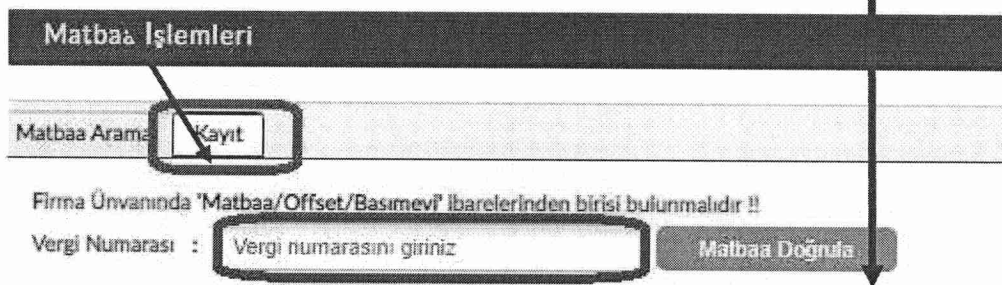 Matbaa İşlemleri
Matbaa Arama Kayıt
Firma Ünvanında "Matbaa/Offset/Basımevi" ibarelerinden birisi bulunmalıdır !!
Vergi Numarası : Vergi numarasını giriniz Matbaa Doğrula